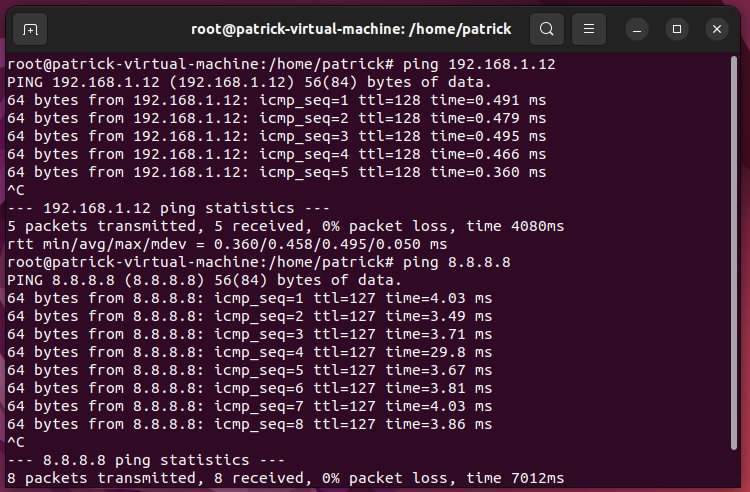 root@patrick-virtual-machine: /home/patrick
root@patrick-virtual-machine:/home/patrick# ping 192.168.1.12
PING 192.168.1.12 (192.168.1.12) 56(84) bytes of data.
64 bytes from 192.168.1.12: icmp_seq=1 ttl=128 time=0.491 ms
64 bytes from 192.168.1.12: icmp_seq=2 ttl=128 time=0.479 ms
64 bytes from 192.168.1.12: icmp_seq=3 ttl=128 time=0.495 ms
64 bytes from 192.168.1.12: icmp_seq=4 ttl=128 time=0.466 ms
64 bytes from 192.168.1.12: icmp_seq=5 ttl=128 time=0.360 ms
^C
--- 192.168.1.12 ping statistics ---
5 packets transmitted, 5 received, 0% packet loss, time 4080ms
rtt min/avg/max/mdev = 0.360/0.458/0.495/0.050 ms
root@patrick-virtual-machine:/home/patrick# ping 8.8.8.8
PING 8.8.8.8 (8.8.8.8) 56(84) bytes of data.
64 bytes from 8.8.8.8: icmp_seq=1 ttl=127 time=4.03 ms
64 bytes from 8.8.8.8: icmp_seq=2 ttl=127 time=3.49 ms
64 bytes from 8.8.8.8: icmp_seq=3 ttl=127 time=3.71 ms
64 bytes from 8.8.8.8: icmp_seq=4 ttl=127 time=29.8 ms
64 bytes from 8.8.8.8: icmp_seq=5 ttl=127 time=3.67 ms
64 bytes from 8.8.8.8: icmp_seq=6 ttl=127 time=3.81 ms
64 bytes from 8.8.8.8: icmp_seq=7 ttl=127 time=4.03 ms
64 bytes from 8.8.8.8: icmp_seq=8 ttl=127 time=3.86 ms
^C
--- 8.8.8.8 ping statistics ---
8 packets transmitted, 8 received, 0% packet loss, time 7012ms